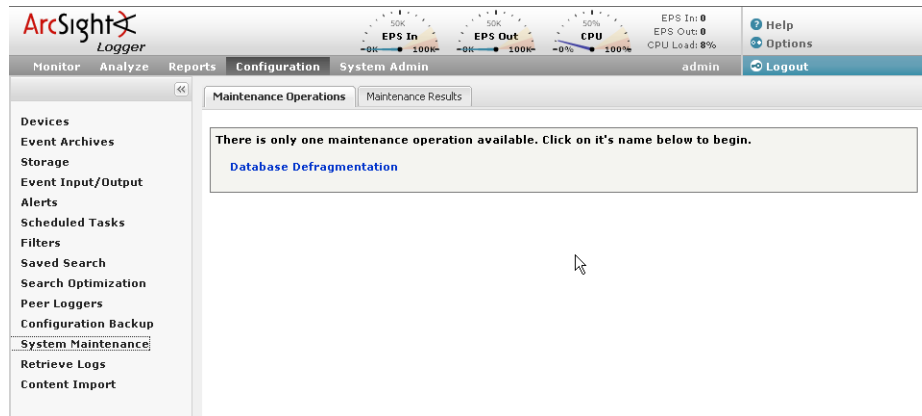 ArcSight
Logger
50K
EPS In
0K 100K
50K
EPS Out
0K 100K
50%
CPU
0% 100%
EPS In: 0
EPS Out: 0
CPU Load: 8%
Help
Options
Monitor Analyze Reports Configuration System Admin admin Logout
Maintenance Operations Maintenance Results
Devices
Event Archives
Storage
Event Input/Output
Alerts
Scheduled Tasks
Filters
Saved Search
Search Optimization
Peer Loggers
Configuration Backup
System Maintenance
Retrieve Logs
Content Import
There is only one maintenance operation available. Click on it's name below to begin.
Database Defragmentation